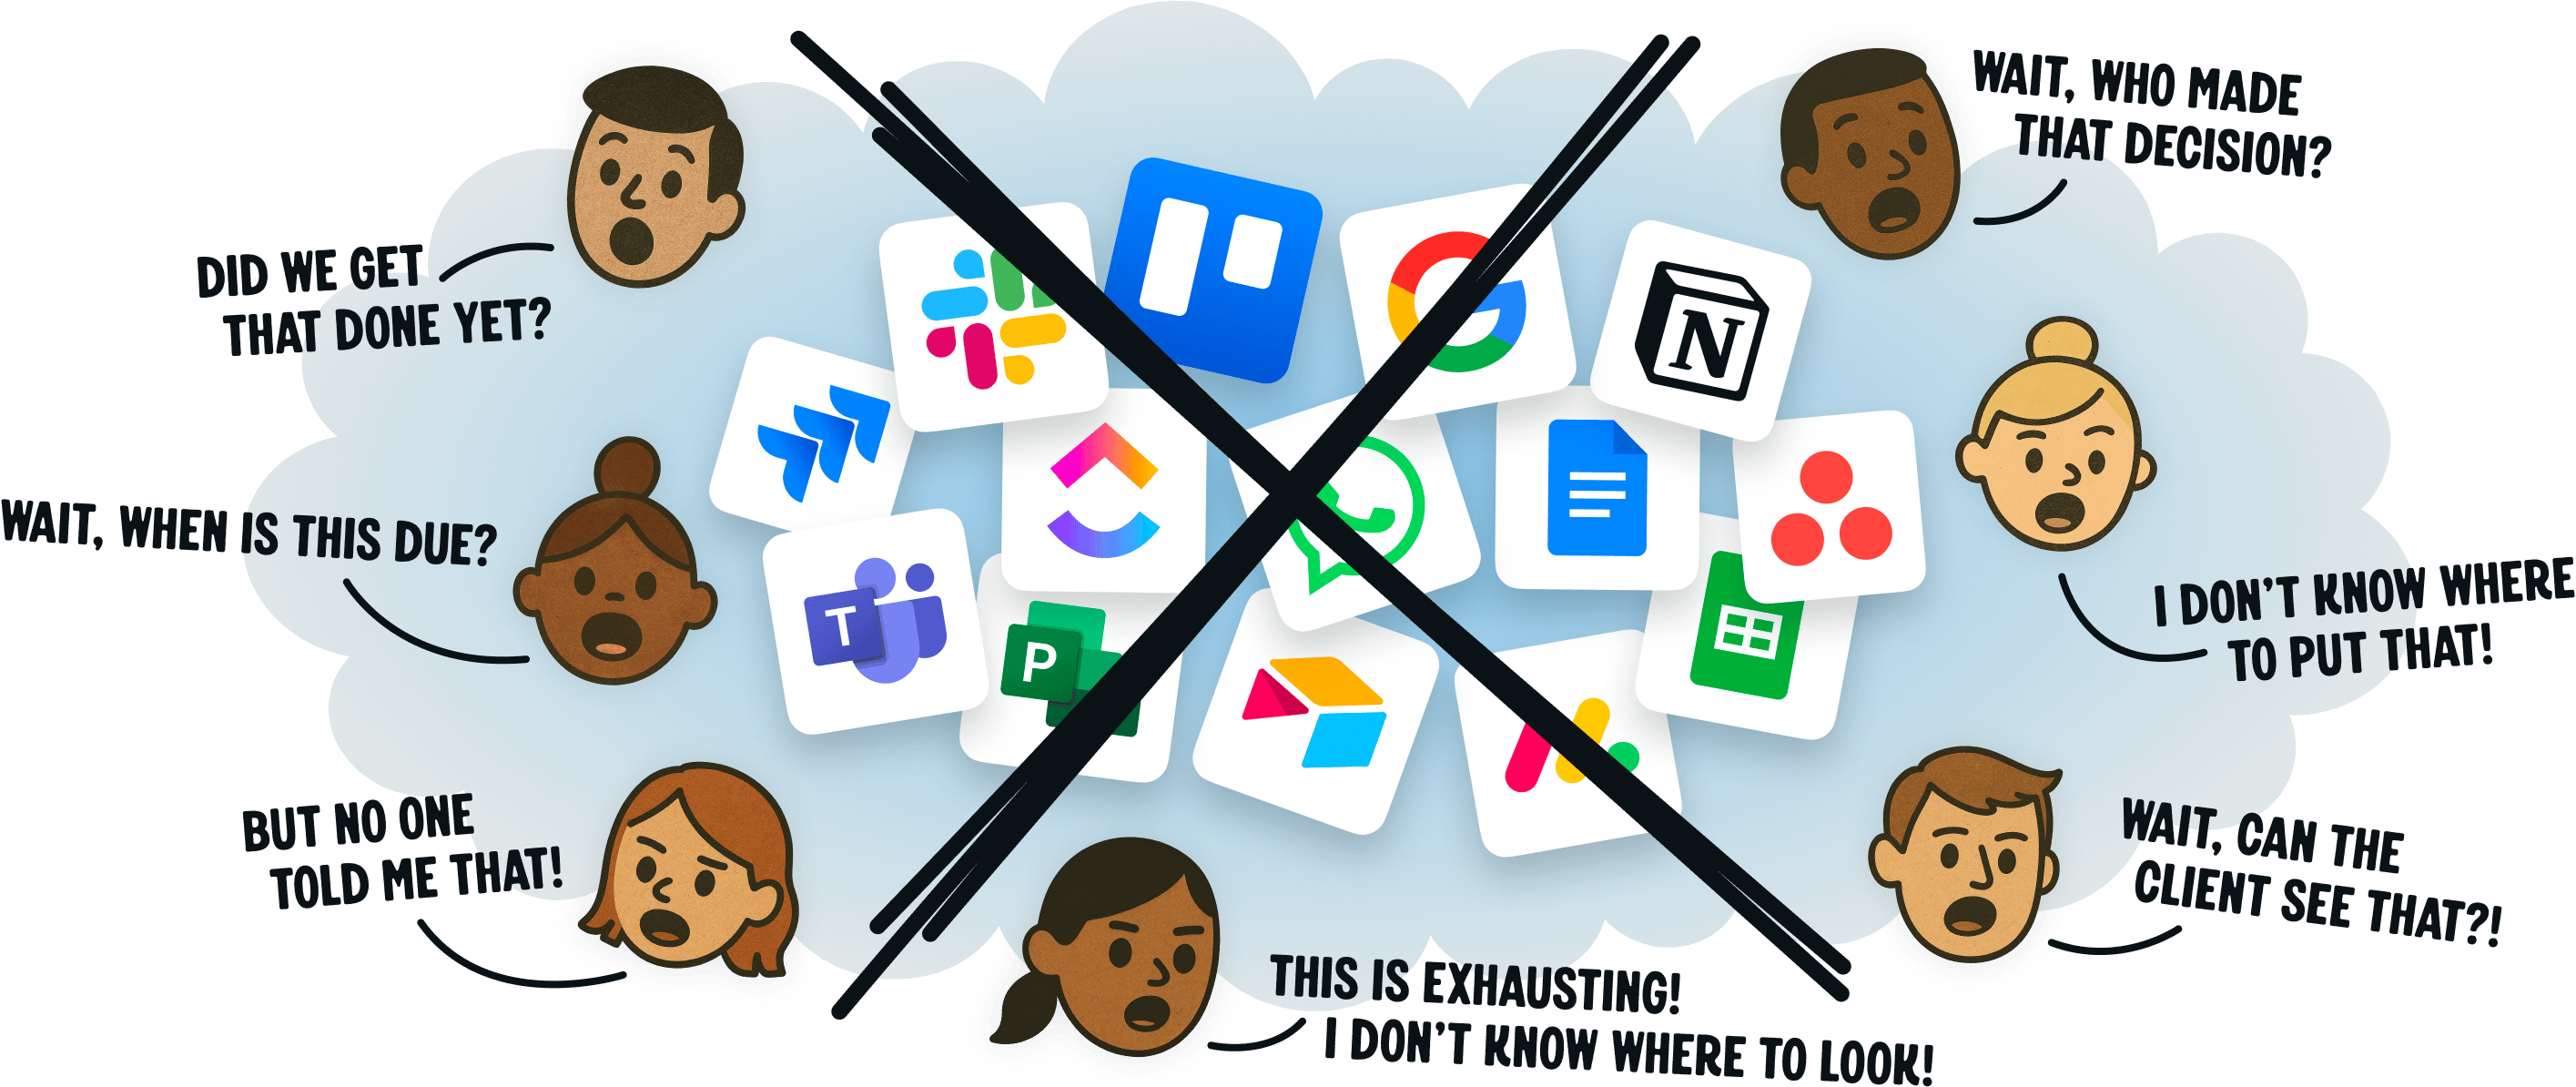 DID WE GET
THAT DONE YET?
WAIT, WHO MADE
THAT DECISION?
WAIT, WHEN IS THIS DUE?
I DON'T KNOW WHERE
TO PUT THAT!
BUT NO ONE
TOLD ME THAT!
WAIT, CAN THE
CLIENT SEE THAT?!
THIS IS EXHAUSTING!
I DON'T KNOW WHERE TO LOOK!
N
T
P